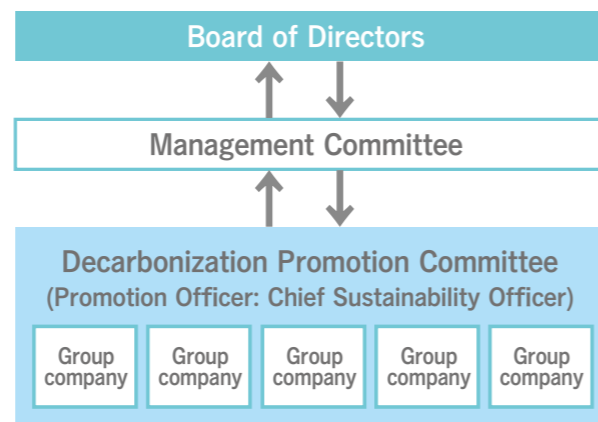 Board of Directors
Management Committee
Decarbonization Promotion Committee
(Promotion Officer: Chief Sustainability Officer)
Group
company
Group
company
Group
company
Group
company
Group
company